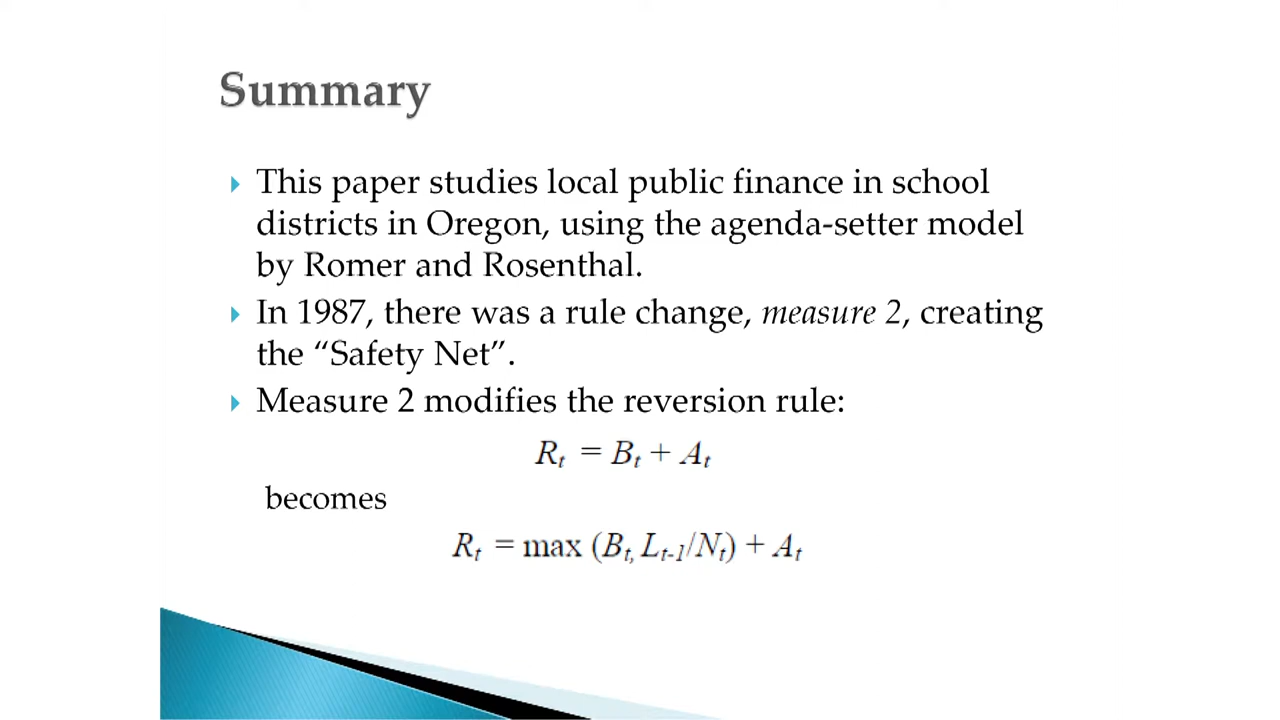 Summary
This paper studies local public finance in school
districts in Oregon, using the agenda-setter model
by Romer and Rosenthal.
In 1987, there was a rule change, measure 2, creating
the “Safety Net”.
Measure 2 modifies the reversion rule:
R_t = B_t + A_t
becomes
R_t = max (B_t, L_{t-1}/N_t) + A_t